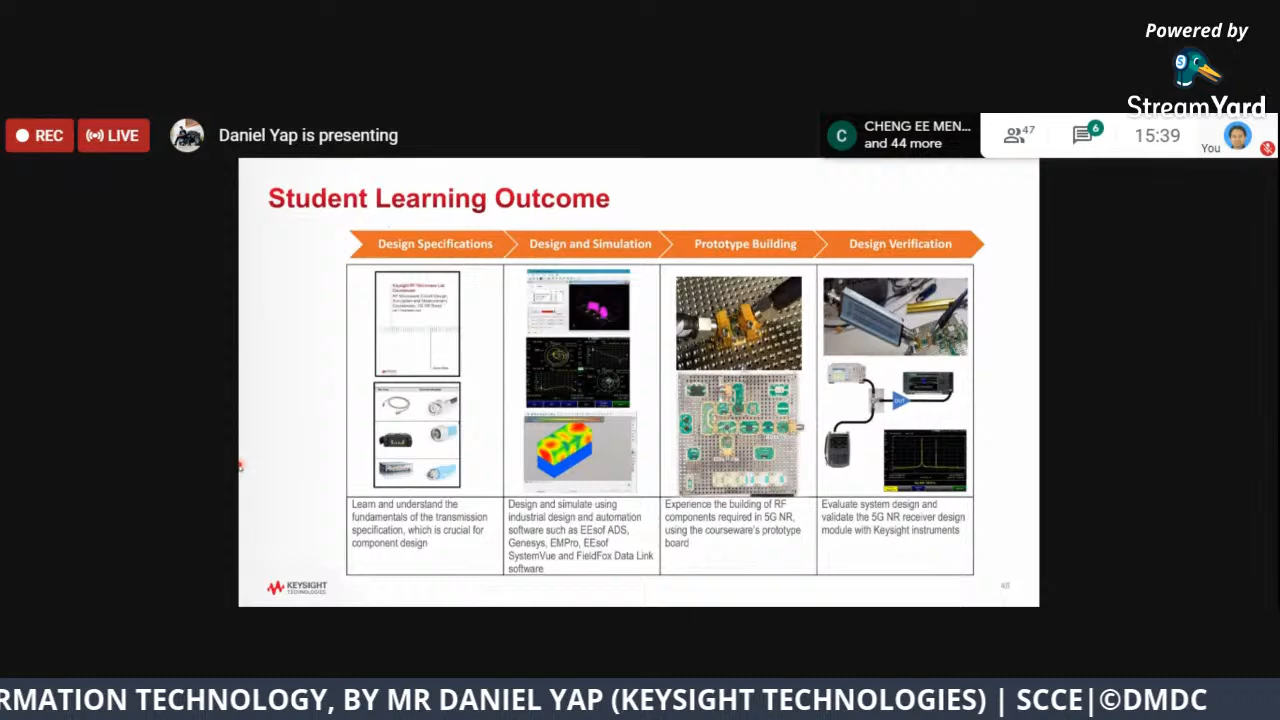 Powered by
StreamYard
REC
LIVE
Daniel Yap is presenting
C
CHENG EE MEN...
and 44 more
47
6
15:39
You
Student Learning Outcome
Design Specifications
Design and Simulation
Prototype Building
Design Verification
Learn and understand the
fundamentals of the transmission
specification, which is crucial for
component design
Design and simulate using
industrial design and automation
software such as EEsof ADS,
Genesys, EMPro, EEsof
SystemVue and FieldFox Data Link
software
Experience the building of RF
components required in 5G NR,
using the courseware's prototype
board
Evaluate system design and
validate the 5G NR receiver design
module with Keysight instruments
KEYSIGHT
TECHNOLOGIES
RMATION TECHNOLOGY, BY MR DANIEL YAP (KEYSIGHT TECHNOLOGIES) | SCCE|©DMDC